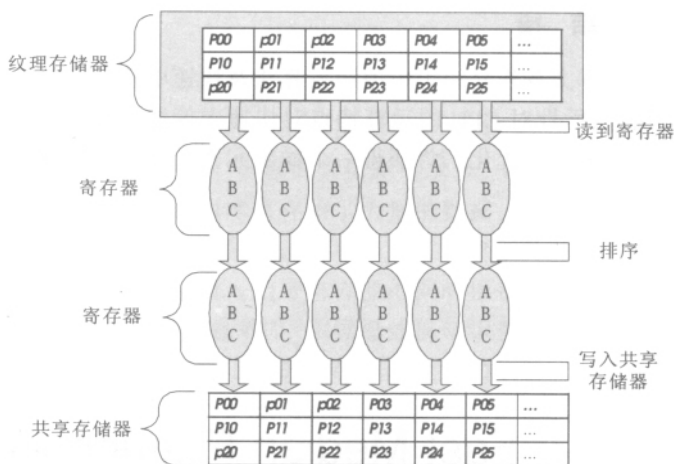 P00 p01 p02 P03 P04 P05 ...
纹理存储器
P10 P11 P12 P13 P14 P15 ...
p20 P21 P22 P23 P24 P25 ...
读到寄存器
A A A A A A
寄存器
B B B B B B
C C C C C C
排序
A A A A A A
寄存器
B B B B B B
C C C C C C
写入共享
存储器
P00 p01 p02 P03 P04 P05 ...
共享存储器
P10 P11 P12 P13 P14 P15 ...
p20 P21 P22 P23 P24 P25 ...